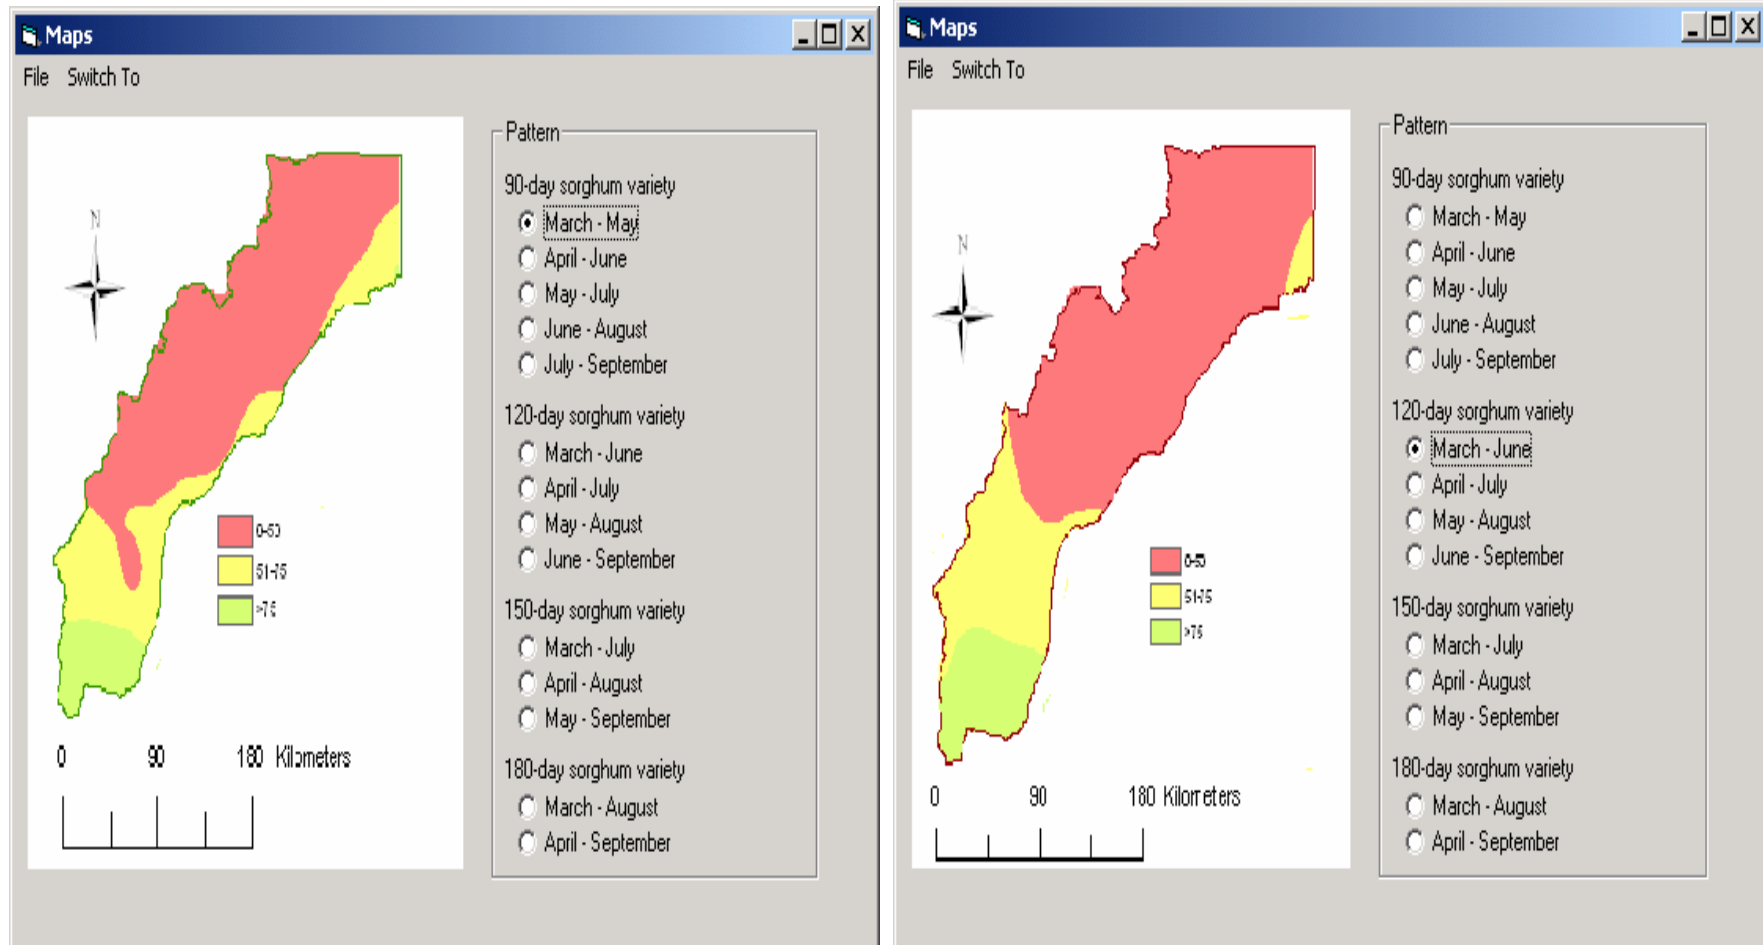 Maps
File Switch To
N
0-50
51-75
>75
0 90 180 Kilometers
Pattern
90-day sorghum variety
March - May
April - June
May - July
June - August
July - September
120-day sorghum variety
March - June
April - July
May - August
June - September
150-day sorghum variety
March - July
April - August
May - September
180-day sorghum variety
March - August
April - September
Maps
File Switch To
N
0-50
51-75
>75
0 90 180 Kilometers
Pattern
90-day sorghum variety
March - May
April - June
May - July
June - August
July - September
120-day sorghum variety
March - June
April - July
May - August
June - September
150-day sorghum variety
March - July
April - August
May - September
180-day sorghum variety
March - August
April - September